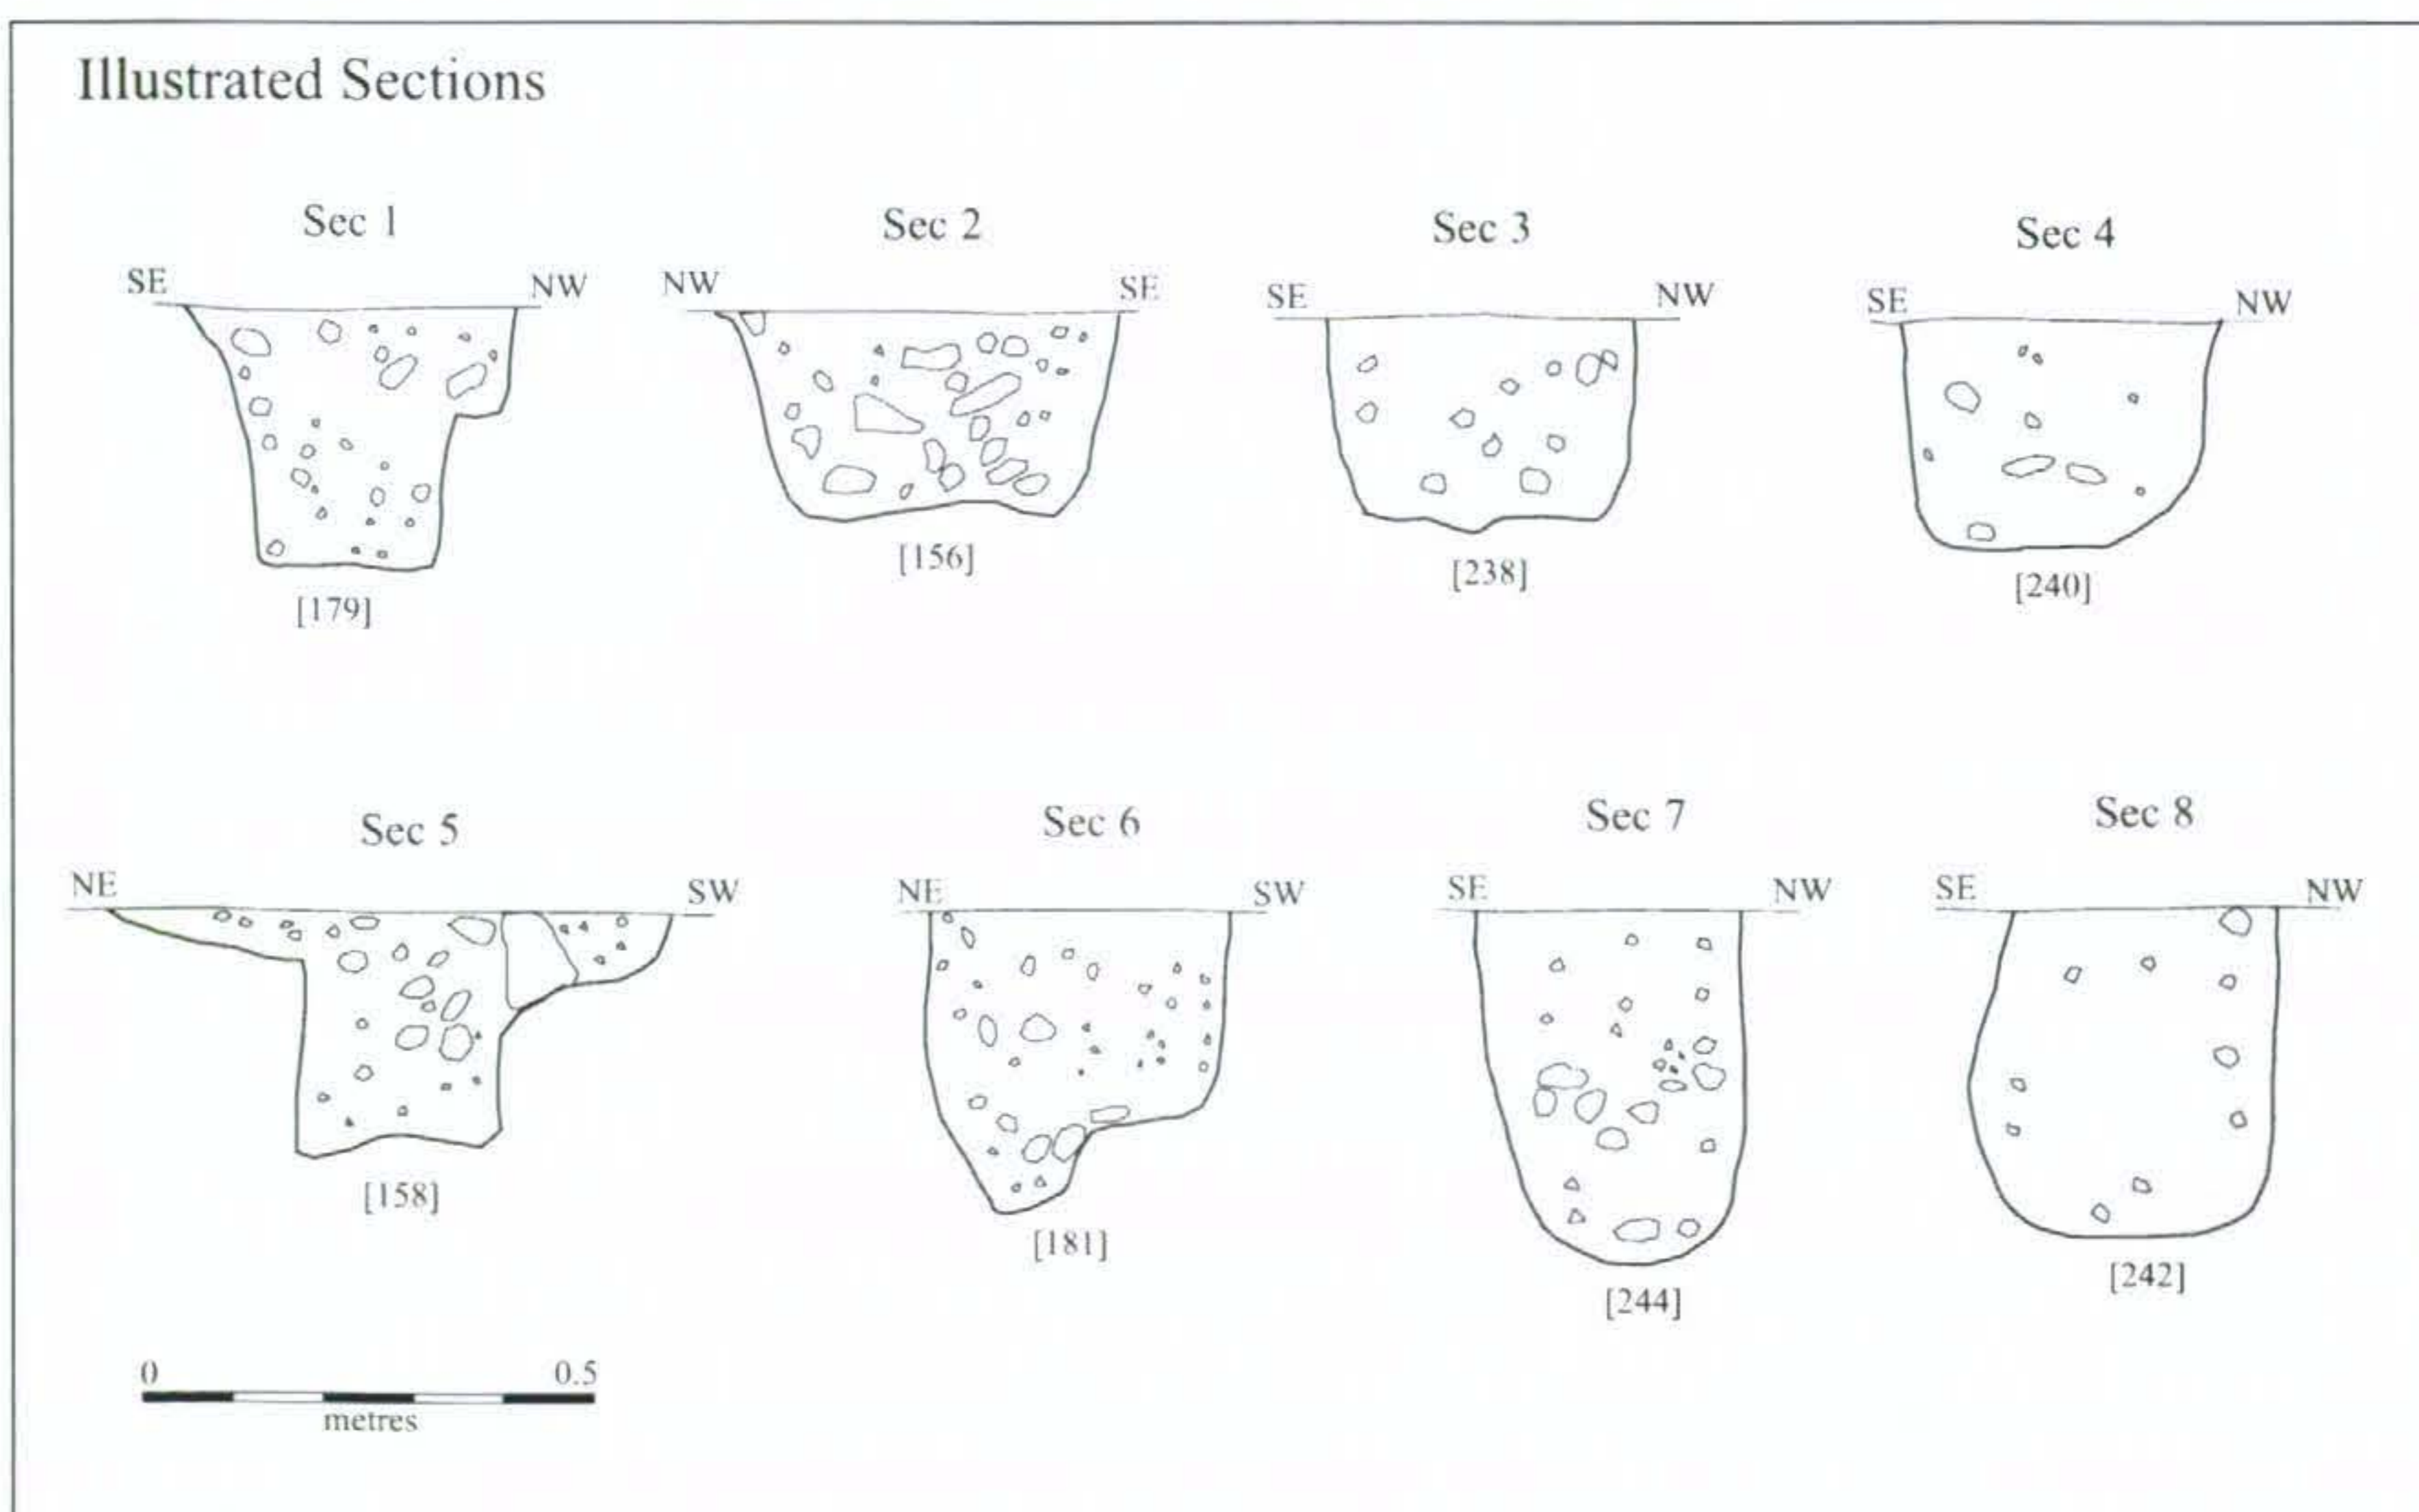 Illustrated Sections
Sec 1
Sec 2
Sec 3
Sec 4
SE
NW
NW
SE
SE
NW
SE
NW
[179]
[156]
[238]
[240]
Sec 5
Sec 6
Sec 7
Sec 8
NE
SW
NE
SW
SE
NW
SE
NW
[158]
[181]
[244]
[242]
0
0.5
metres